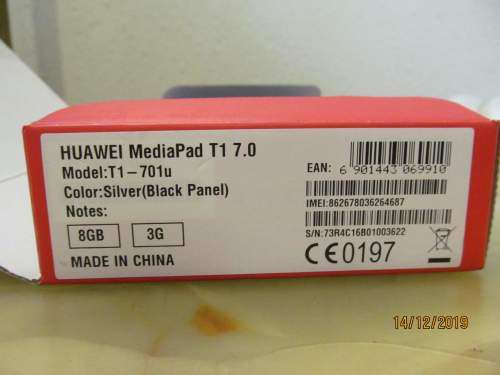 HUAWEI MediaPad T1 7.0
Model:T1-701u
Color:Silver(Black Panel)
Notes:
8GB 3G
MADE IN CHINA
EAN: 6 901443 069910
IMEI:862678036264687
S/N:73R4C16B01003622
CE0197
14/12/2019